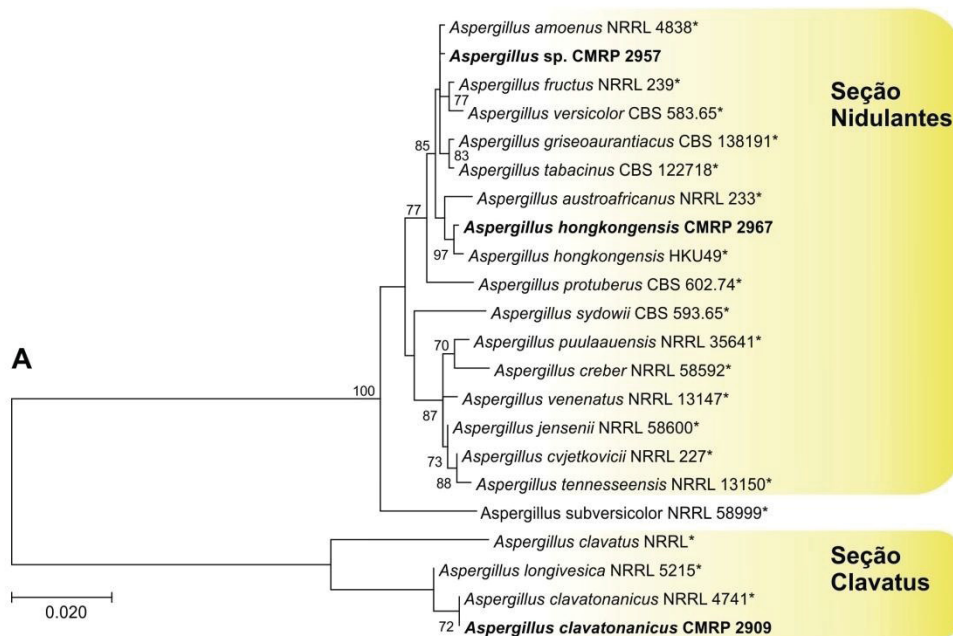 Aspergillus amoenus NRRL 4838*
Aspergillus sp. CMRP 2957
Aspergillus fructus NRRL 239*
77
Aspergillus versicolor CBS 583.65*
Seção
Nidulantes
Aspergillus griseoaurantiacus CBS 138191*
85
83
Aspergillus tabacinus CBS 122718*
Aspergillus austroafricanus NRRL 233*
77
Aspergillus hongkongensis CMRP 2967
97
Aspergillus hongkongensis HKU49*
Aspergillus protuberus CBS 602.74*
Aspergillus sydowii CBS 593.65*
70
Aspergillus puulaauensis NRRL 35641*
A
Aspergillus creber NRRL 58592*
100
Aspergillus venenatus NRRL 13147*
87
Aspergillus jensenii NRRL 58600*
73
Aspergillus cvjetkovicii NRRL 227*
88
Aspergillus tennesseensis NRRL 13150*
Aspergillus subversicolor NRRL 58999*
Aspergillus clavatus NRRL*
Seção
Clavatus
Aspergillus longivesica NRRL 5215*
Aspergillus clavatonanicus NRRL 4741*
0.020
72
Aspergillus clavatonanicus CMRP 2909